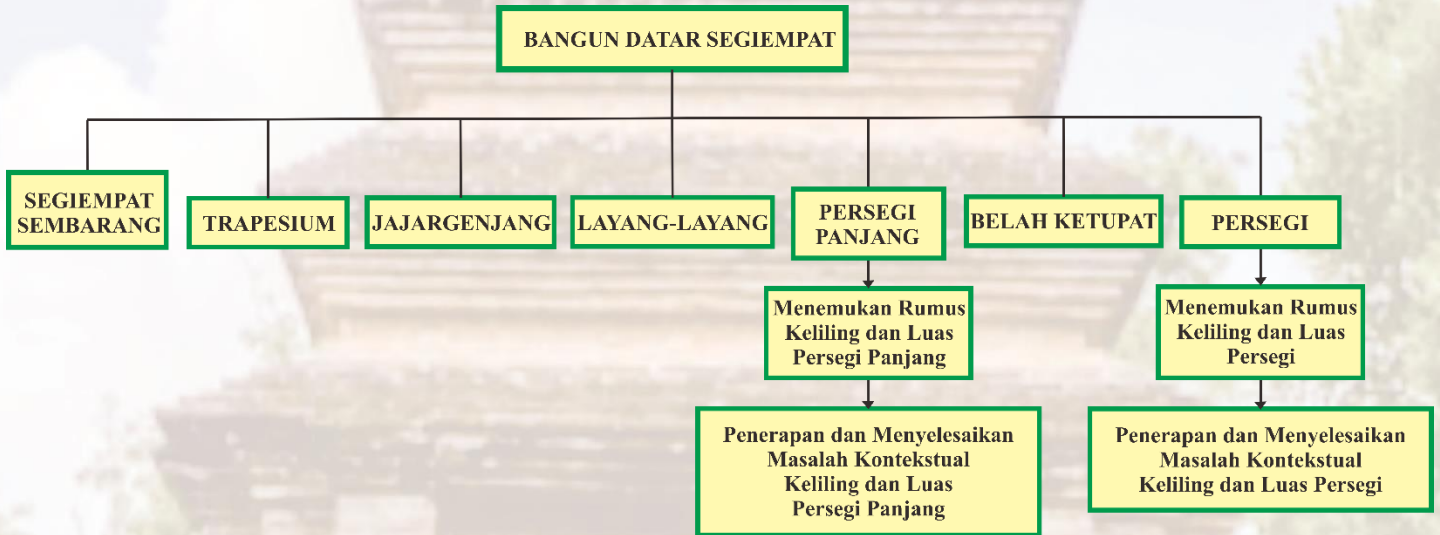 BANGUN DATAR SEGIEMPAT
SEGIEMPAT
SEMBARANG
TRAPESIUM
JAJARGENJANG
LAYANG-LAYANG
PERSEGI
PANJANG
BELAH KETUPAT
PERSEGI
Menemukan Rumus
Keliling dan Luas
Persegi Panjang
Menemukan Rumus
Keliling dan Luas
Persegi
Penerapan dan Menyelesaikan
Masalah Kontekstual
Keliling dan Luas
Persegi Panjang
Penerapan dan Menyelesaikan
Masalah Kontekstual
Keliling dan Luas Persegi